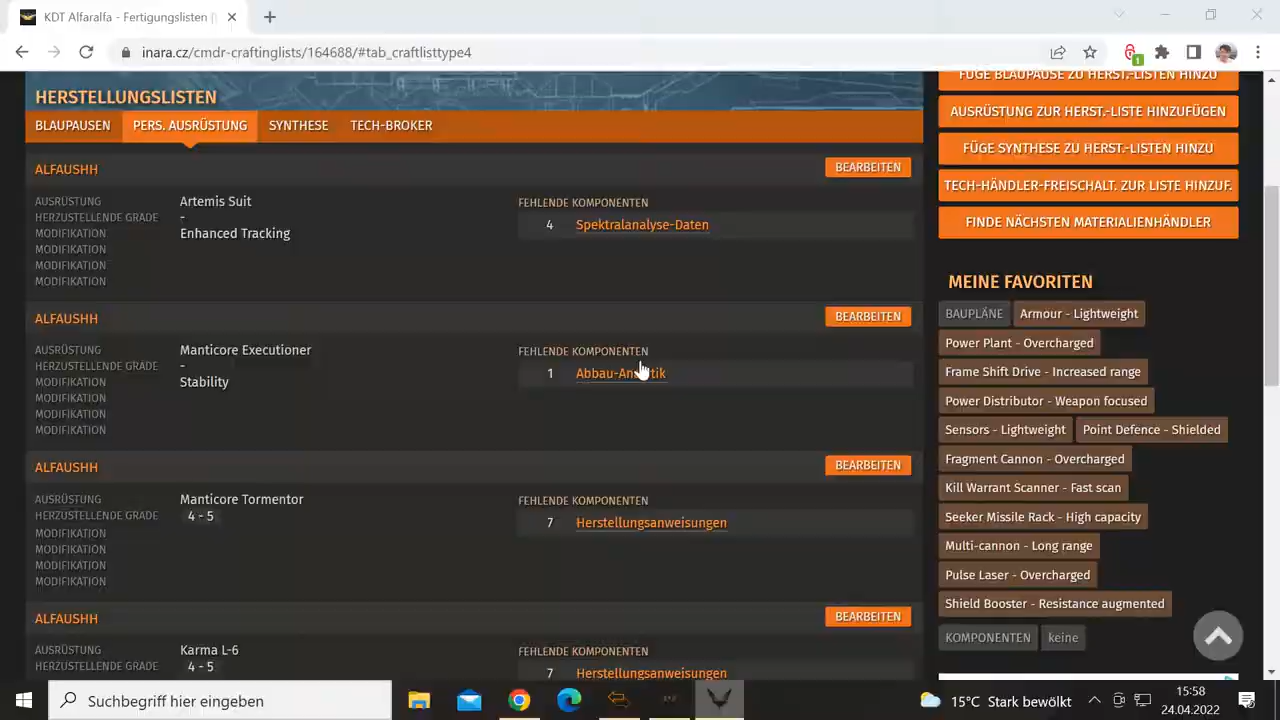 KDT Alfaralfa - Fertigungslisten |
inara.cz/cmdr-craftinglists/164688/#tab_craftlisttype4
1
HERSTELLUNGSLISTEN
BLAUPAUSEN PERS. AUSRÜSTUNG SYNTHESE TECH-BROKER
ALFAUSHH BEARBEITEN
AUSRÜSTUNG Artemis Suit FEHLENDE KOMPONENTEN
HERZUSTELLENDE GRADE -
4 Spektralanalyse-Daten
MODIFIKATION Enhanced Tracking
MODIFIKATION
MODIFIKATION
MODIFIKATION
ALFAUSHH BEARBEITEN
AUSRÜSTUNG Manticore Executioner FEHLENDE KOMPONENTEN
HERZUSTELLENDE GRADE -
1 Abbau-Analytik
MODIFIKATION Stability
MODIFIKATION
MODIFIKATION
MODIFIKATION
ALFAUSHH BEARBEITEN
AUSRÜSTUNG Manticore Tormentor FEHLENDE KOMPONENTEN
HERZUSTELLENDE GRADE 4 - 5
7 Herstellungsanweisungen
MODIFIKATION
MODIFIKATION
MODIFIKATION
MODIFIKATION
ALFAUSHH BEARBEITEN
AUSRÜSTUNG Karma L-6 FEHLENDE KOMPONENTEN
HERZUSTELLENDE GRADE 4 - 5
7 Herstellungsanweisungen
FÜGE BLAUPAUSE ZU HERST.-LISTEN HINZU
AUSRÜSTUNG ZUR HERST.-LISTE HINZUFÜGEN
FÜGE SYNTHESE ZU HERST.-LISTEN HINZU
TECH-HÄNDLER-FREISCHALT. ZUR LISTE HINZUF.
FINDE NÄCHSTEN MATERIALIENHÄNDLER
MEINE FAVORITEN
BAUPLÄNE Armour - Lightweight
Power Plant - Overcharged
Frame Shift Drive - Increased range
Power Distributor - Weapon focused
Sensors - Lightweight Point Defence - Shielded
Fragment Cannon - Overcharged
Kill Warrant Scanner - Fast scan
Seeker Missile Rack - High capacity
Multi-cannon - Long range
Pulse Laser - Overcharged
Shield Booster - Resistance augmented
KOMPONENTEN keine
Suchbegriff hier eingeben
15°C Stark bewölkt
15:58
24.04.2022